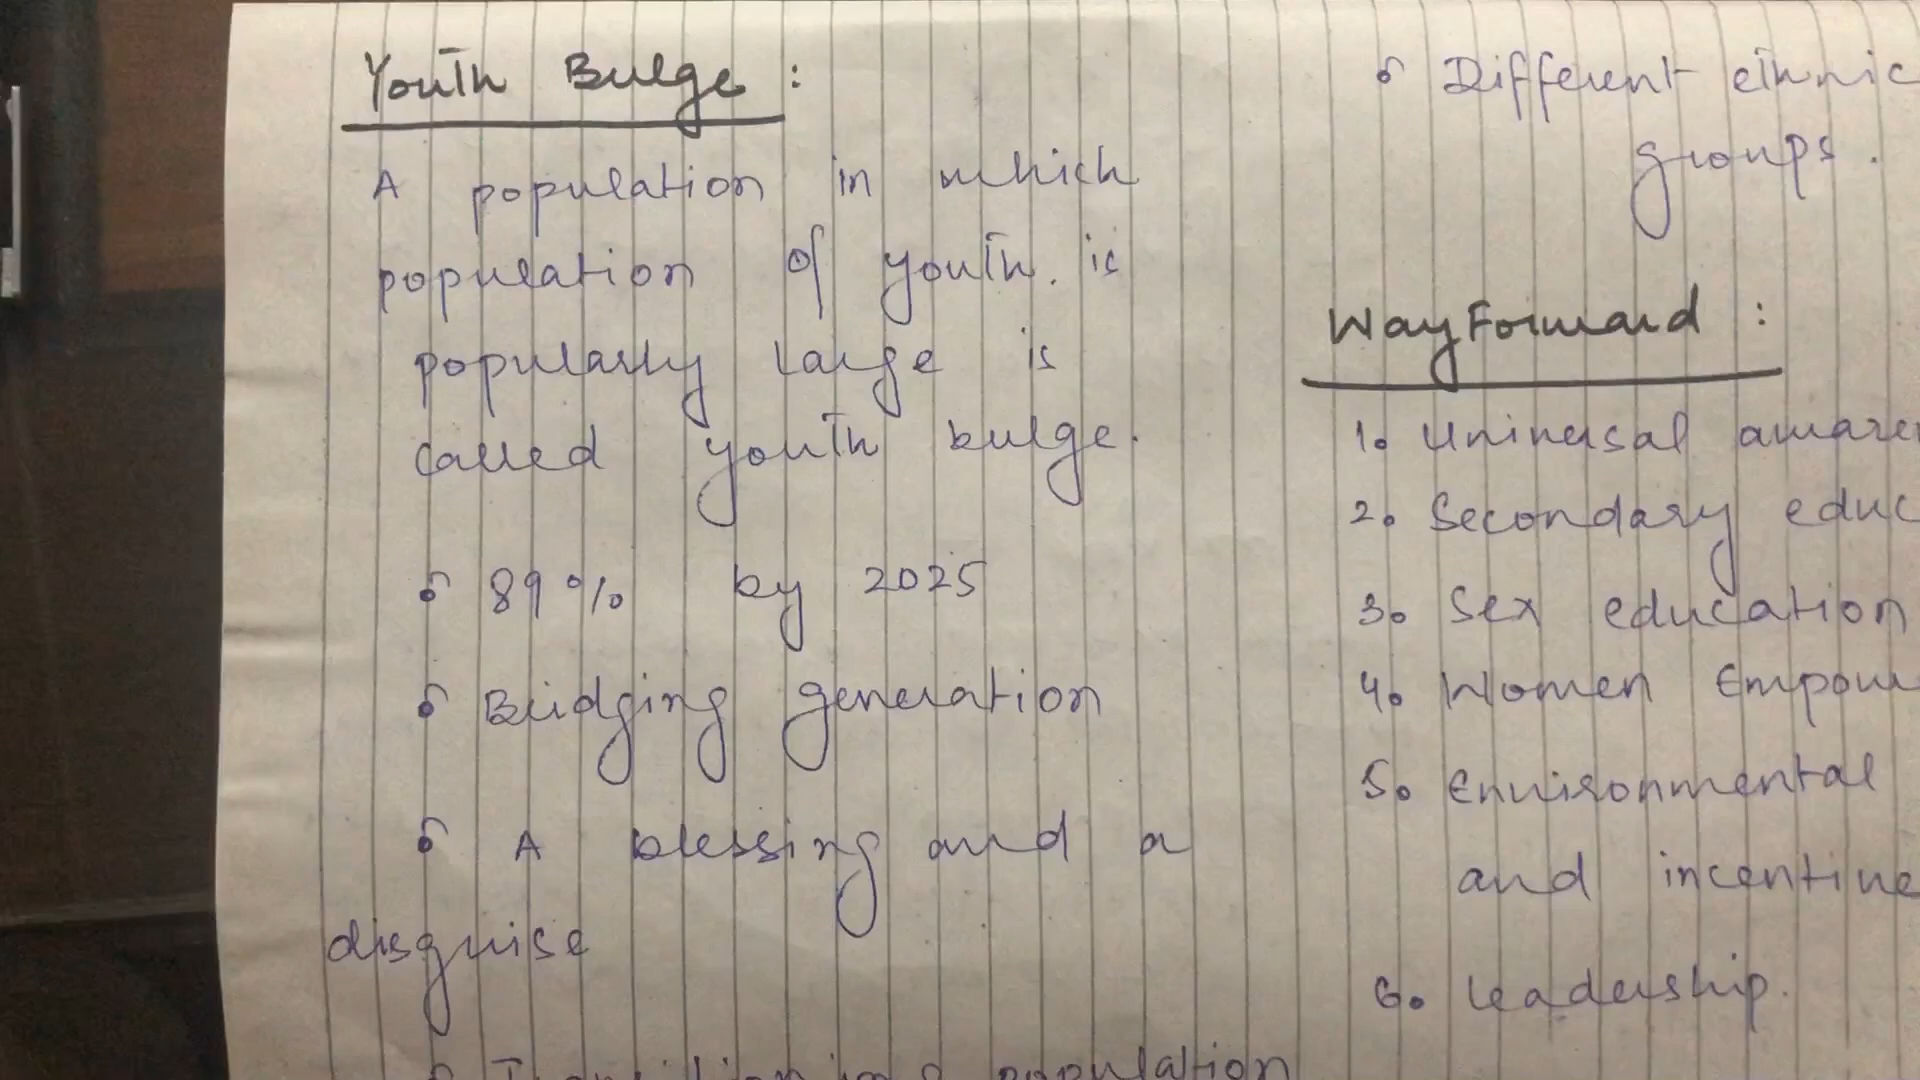 Youth Bulge :
A population in which
population of youth. is
popularly large is
called youth bulge.
89% by 2025
Bridging generation
A blessing and a
disguise
population
Different ethnic
groups.
Way Forward :
1. Universal
2. Secondary
3. Sex education
4. Women
5. Environmental
and
6. leadership.